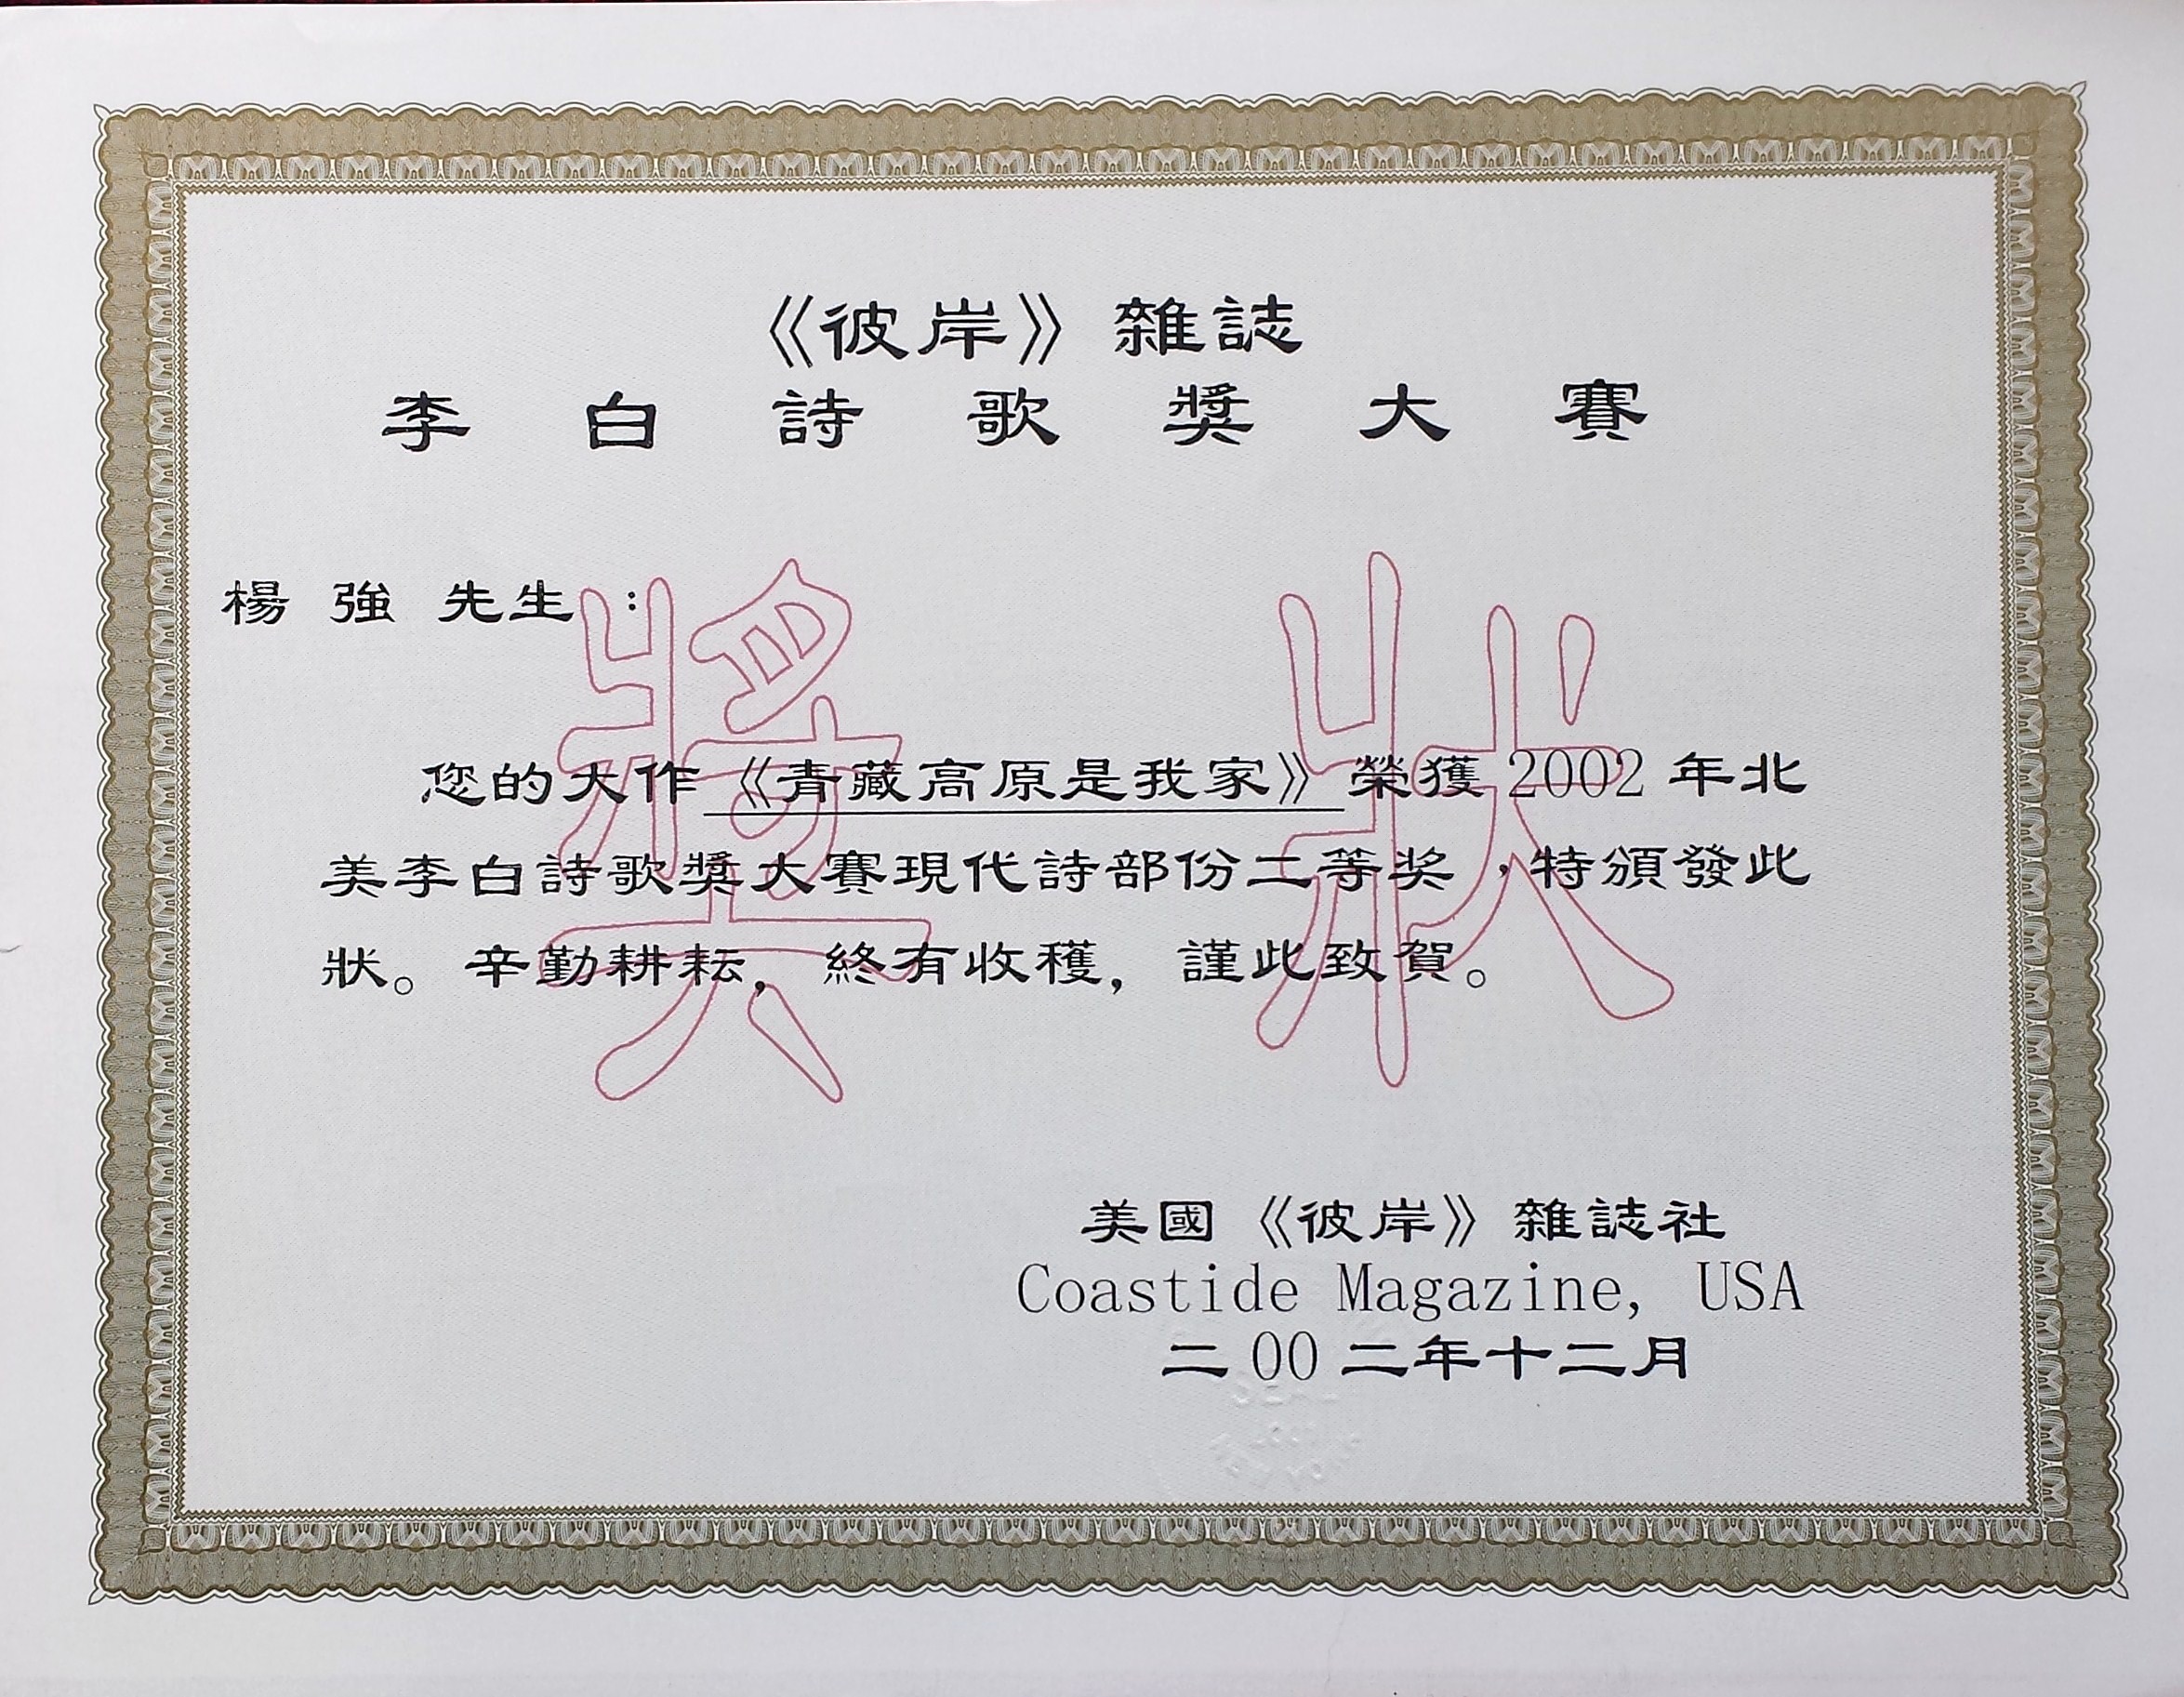 《彼岸》雜誌
李白詩歌獎大賽
楊強先生：
獎狀
您的大作《青藏高原是我家》榮獲2002年北
美李白詩歌獎大賽現代詩部份二等奖，特頒發此
狀。辛勤耕耘，終有收穫，謹此致賀。
美國《彼岸》雜誌社
Coastide Magazine, USA
二00二年十二月